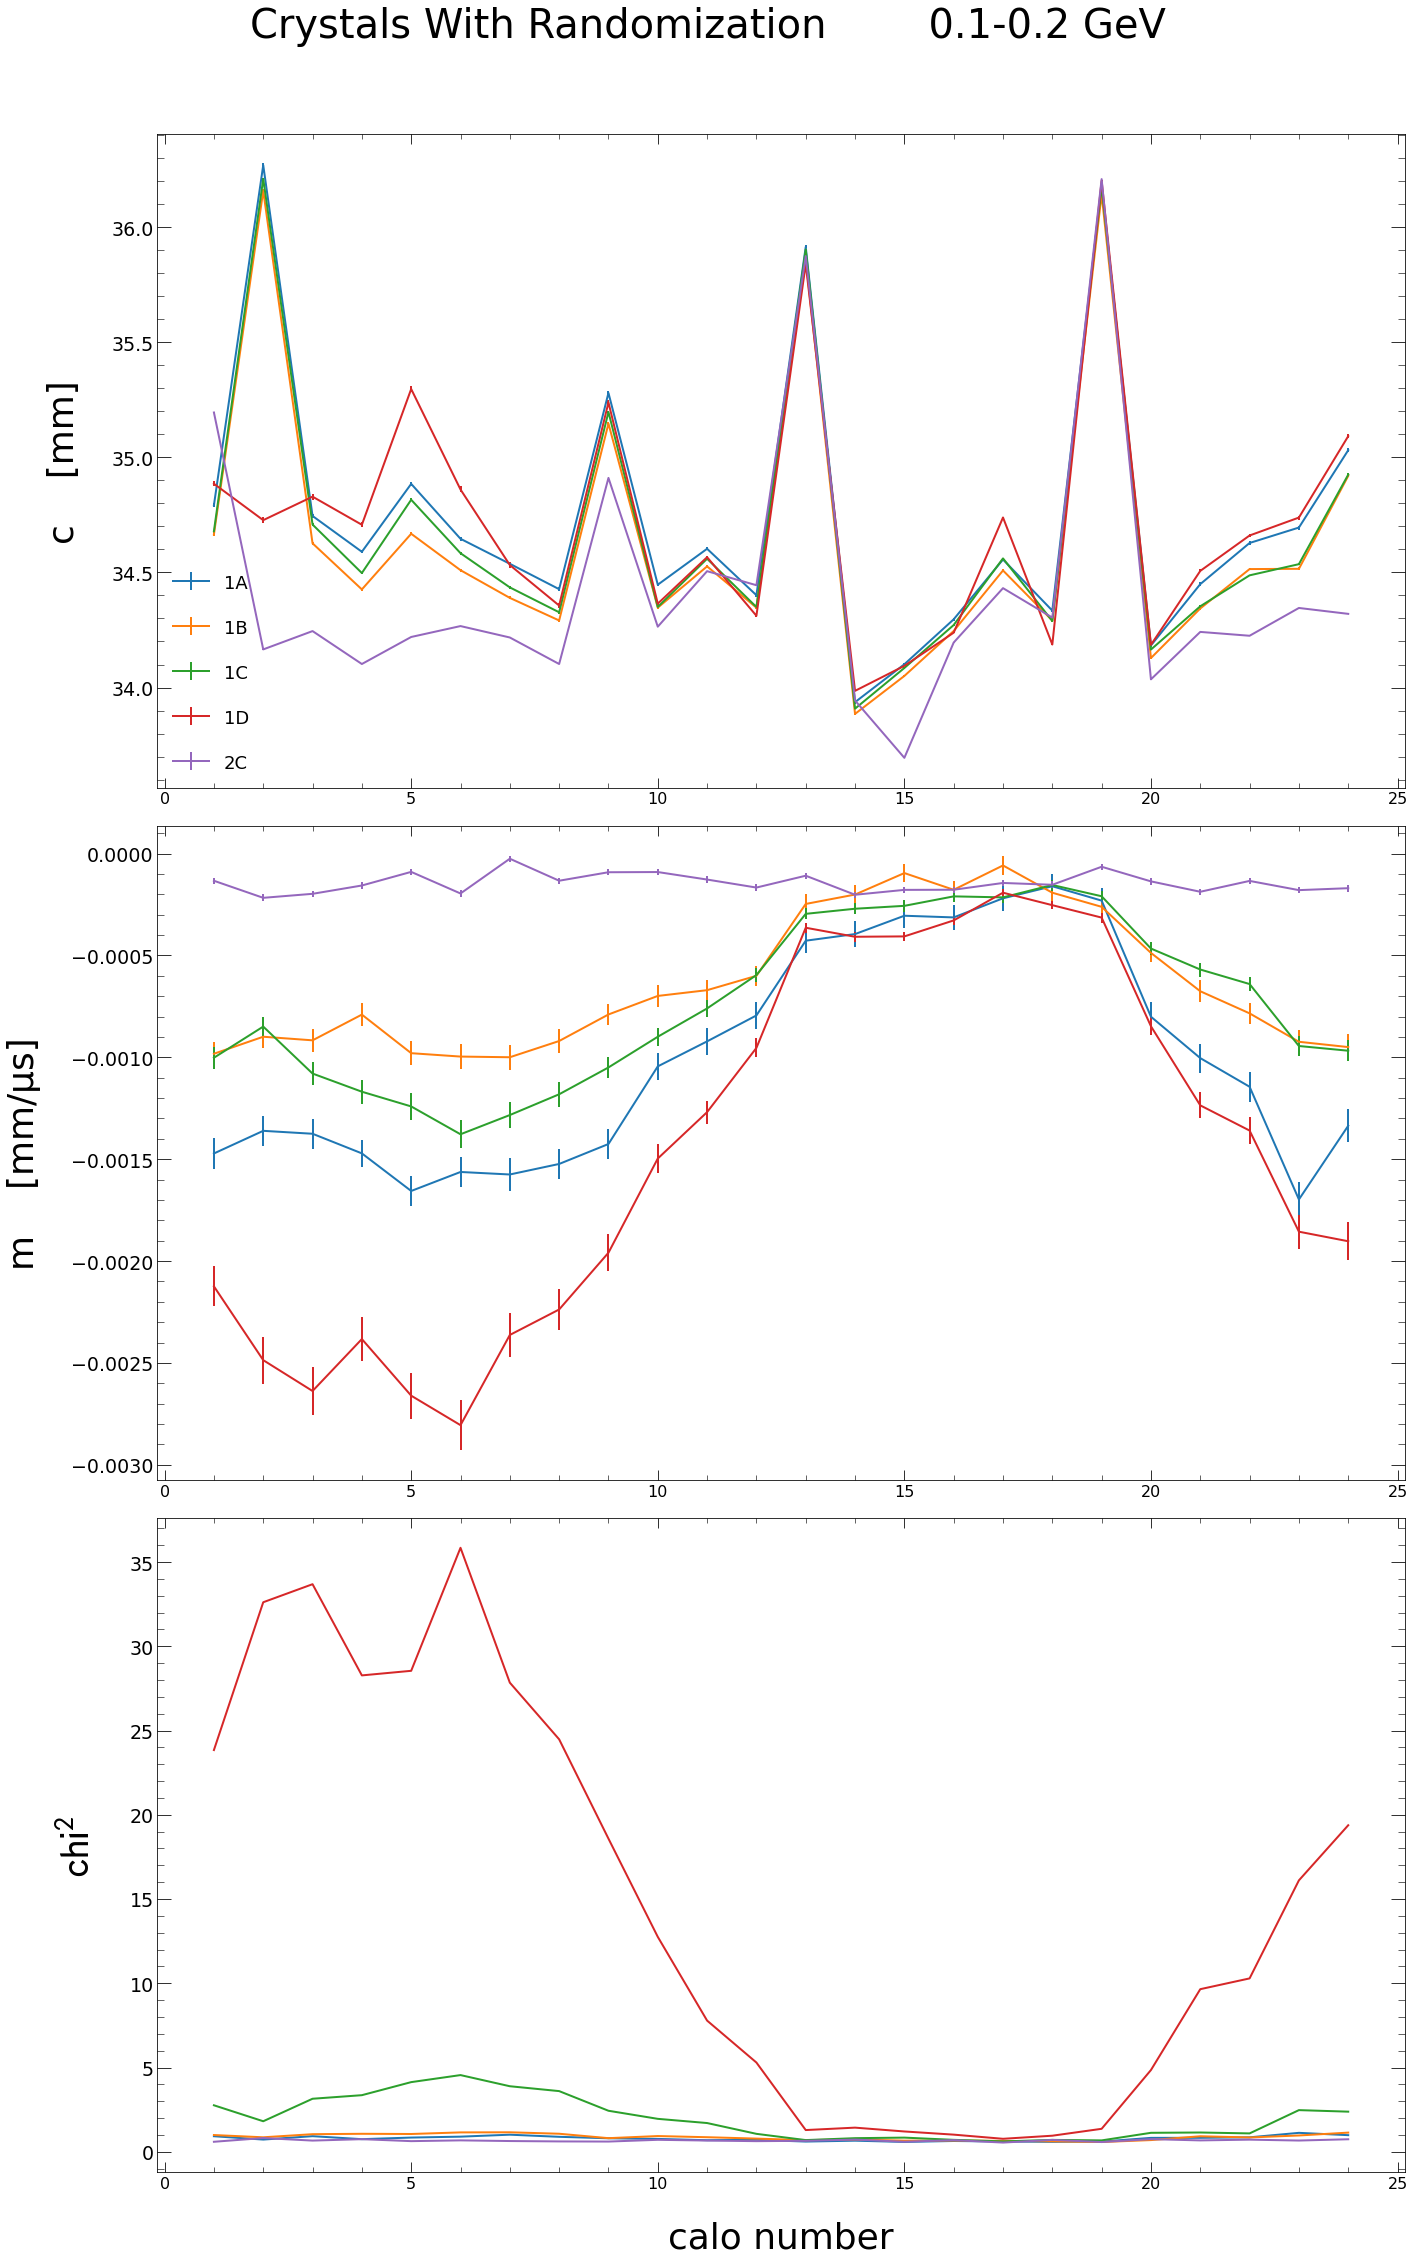 Crystals With Randomization 0.1-0.2 GeV
c [mm]
36.0
35.5
35.0
34.5
34.0
1A
1B
1C
1D
2C
0 5 10 15 20 25
m [mm/µs]
0.0000
−0.0005
−0.0010
−0.0015
−0.0020
−0.0025
−0.0030
0 5 10 15 20 25
chi²
35
30
25
20
15
10
5
0
0 5 10 15 20 25
calo number